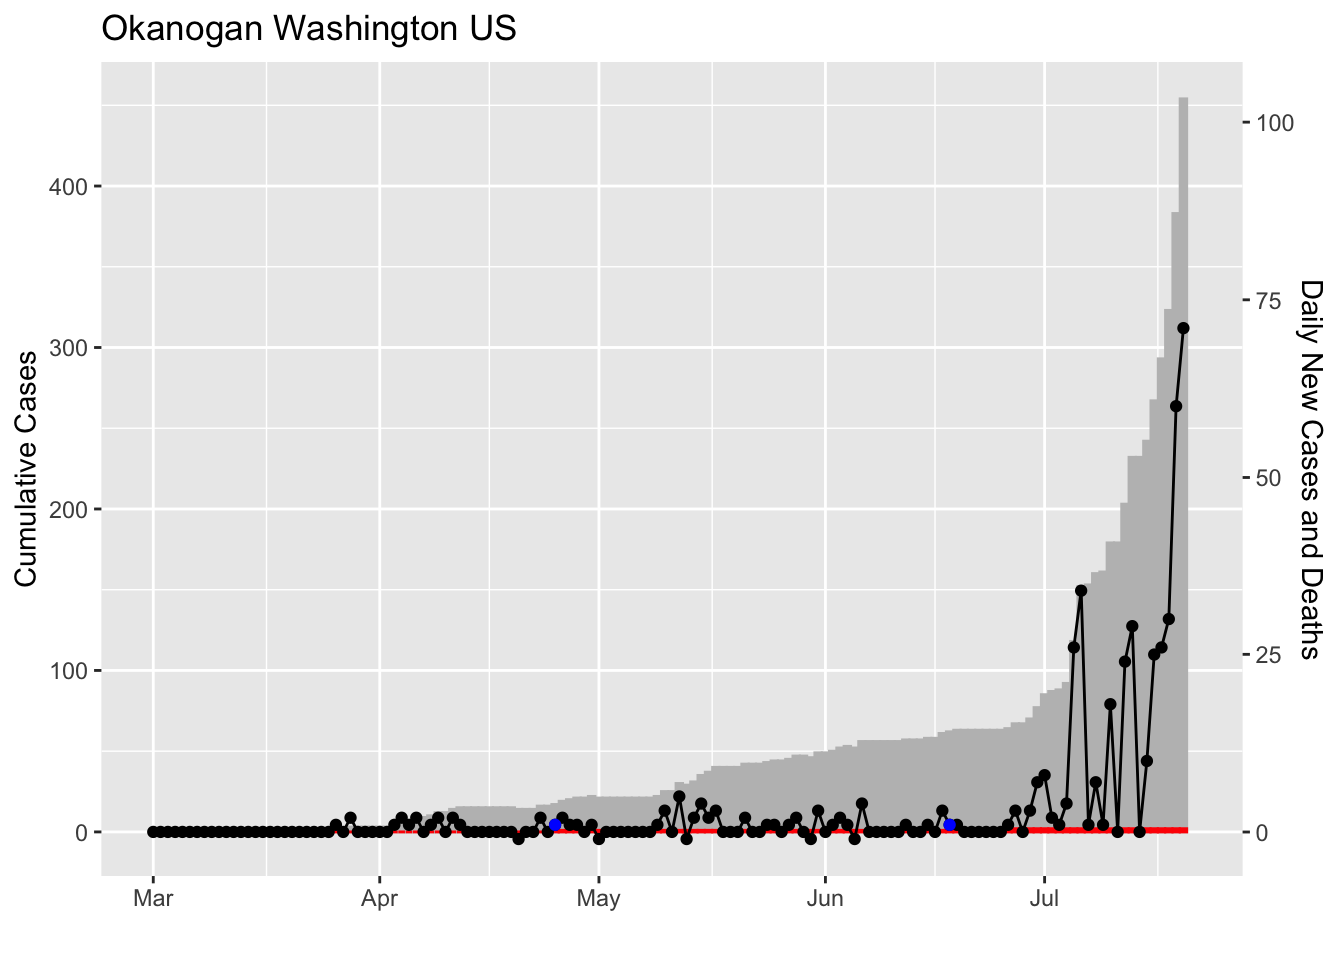 Okanogan Washington US
Cumulative Cases
400
300
200
100
0
100
75
50
25
0
Daily New Cases and Deaths
Mar
Apr
May
Jun
Jul